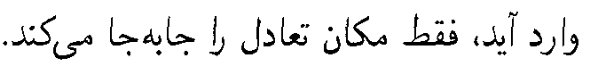 وارد آید، فقط مکان تعادل را جابه‌جا می‌کند.